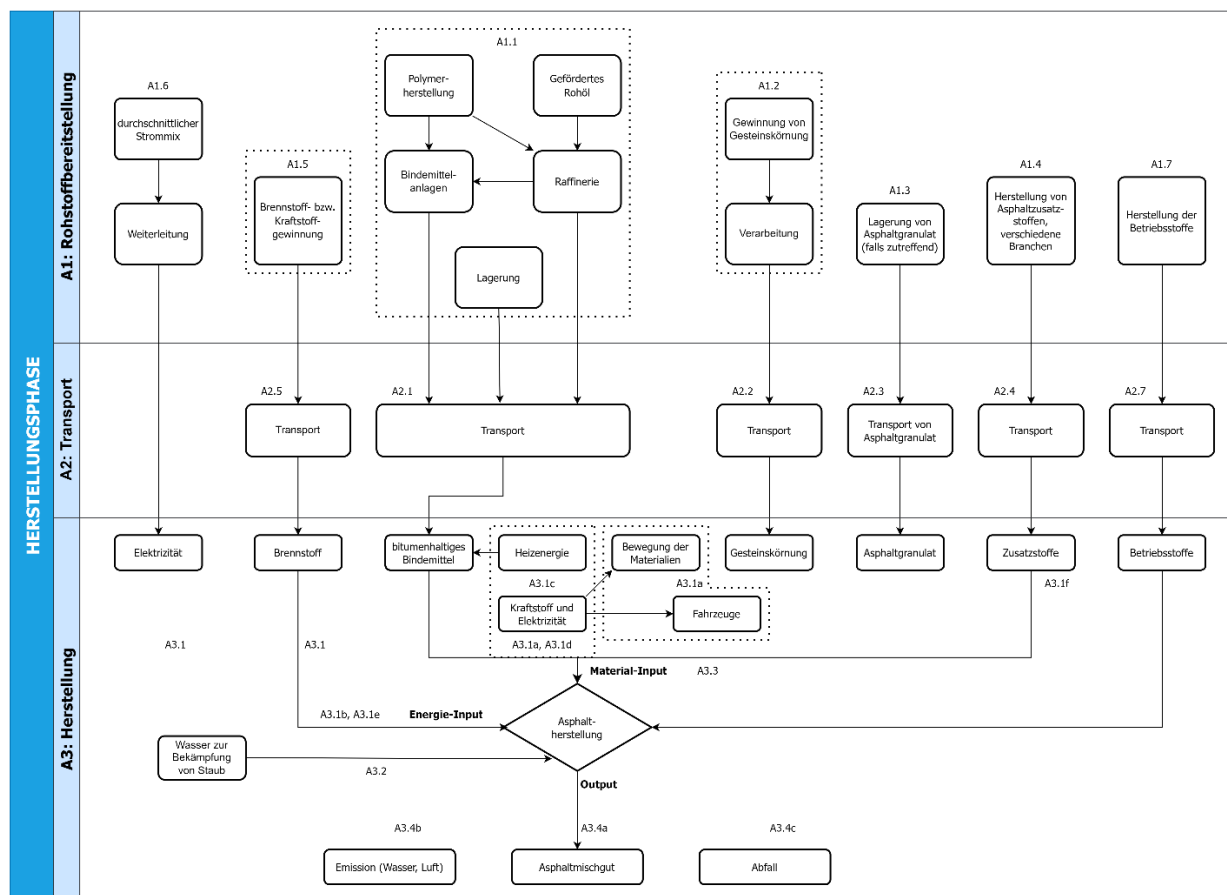 HERSTELLUNGSPHASE
A1: Rohstoffbereitstellung
A1.6
durchschnittlicher
Strommix
Weiterleitung
A1.5
Brennstoff- bzw.
Kraftstoff-
gewinnung
A1.1
Polymer-
herstellung
Gefördertes
Rohöl
Bindemittel-
anlagen
Raffinerie
Lagerung
A1.2
Gewinnung von
Gesteinskörnung
Verarbeitung
A1.3
Lagerung von
Asphaltgranulat
(falls zutreffend)
A1.4
Herstellung von
Asphaltzusatz-
stoffen,
verschiedene
Branchen
A1.7
Herstellung der
Betriebsstoffe
A2: Transport
A2.5
Transport
A2.1
Transport
A2.2
Transport
A2.3
Transport von
Asphaltgranulat
A2.4
Transport
A2.7
Transport
A3: Herstellung
Elektrizität
Brennstoff
bitumenhaltiges
Bindemittel
Heizenergie
Bewegung der
Materialien
Gesteinskörnung
Asphaltgranulat
Zusatzstoffe
Betriebsstoffe
A3.1c
A3.1a
A3.1f
Kraftstoff und
Elektrizität
Fahrzeuge
A3.1
A3.1
A3.1a, A3.1d
Material-Input
A3.3
A3.1b, A3.1e
Energie-Input
Asphalt-
herstellung
Wasser zur
Bekämpfung
von Staub
A3.2
Output
A3.4b
A3.4a
A3.4c
Emission (Wasser, Luft)
Asphaltmischgut
Abfall